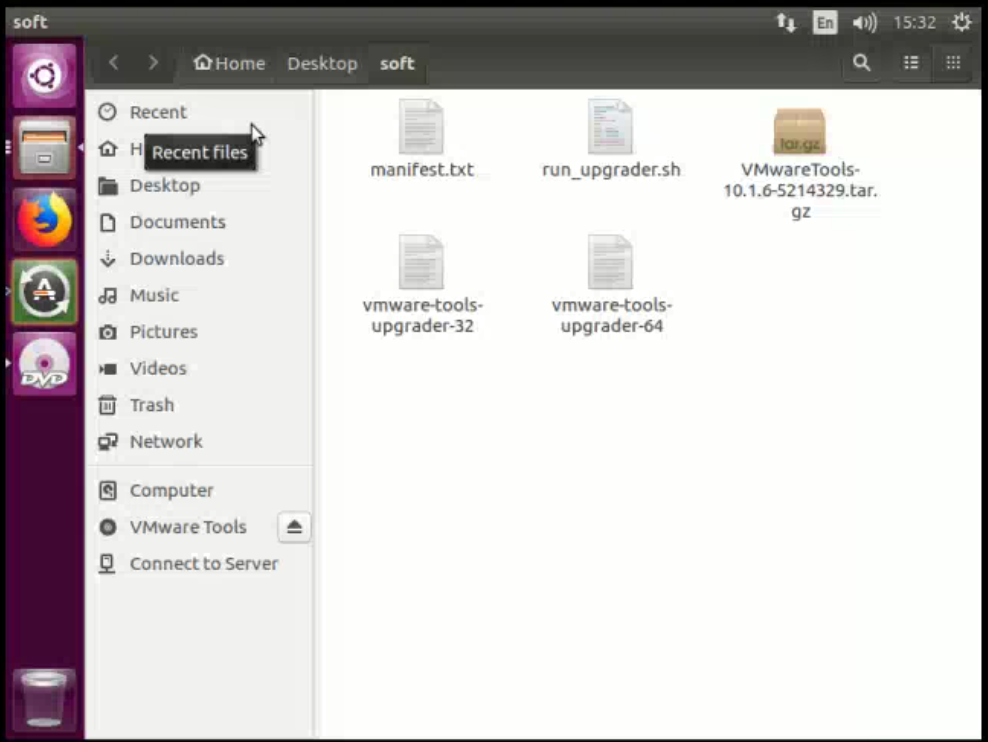 soft
En
15:32
Home
Desktop
soft
Recent
H
Recent files
Desktop
Documents
Downloads
Music
Pictures
Videos
Trash
Network
Computer
VMware Tools
Connect to Server
DVD
manifest.txt
run_upgrader.sh
tar.gz
VMwareTools-
10.1.6-5214329.tar.
gz
vmware-tools-
upgrader-32
vmware-tools-
upgrader-64